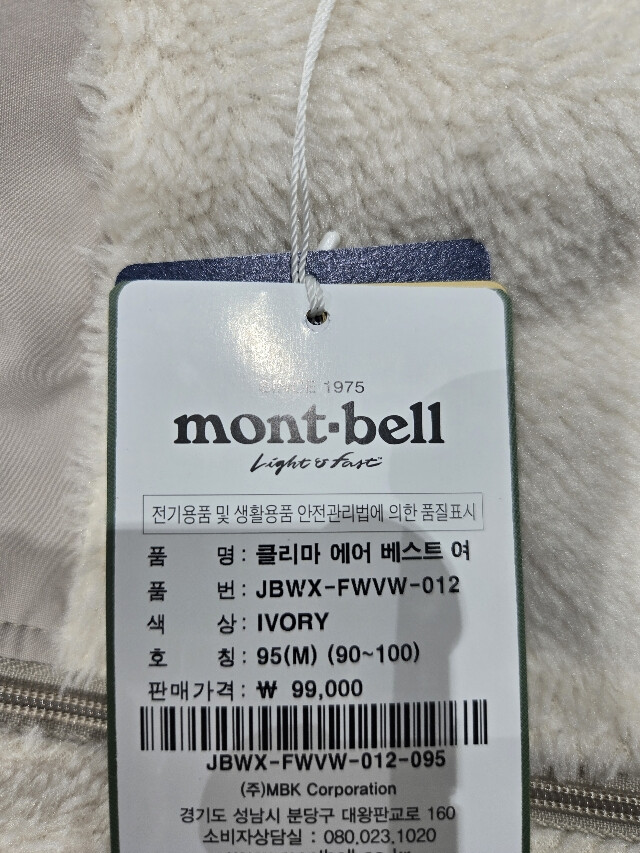 SINCE 1975
mont-bell
Light & Fast™
전기용품 및 생활용품 안전관리법에 의한 품질표시
품 명 : 클리마 에어 베스트 여
품 번 : JBWX-FWVW-012
색 상 : IVORY
호 칭 : 95(M) (90~100)
판매가격 : ₩ 99,000
JBWX-FWVW-012-095
(주)MBK Corporation
경기도 성남시 분당구 대왕판교로 160
소비자상담실 : 080.023.1020